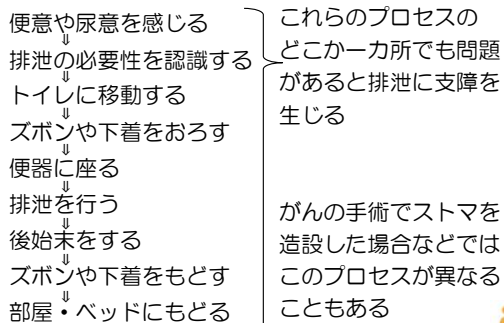 便意や尿意を感じる
⇓
排泄の必要性を認識する
⇓
トイレに移動する
⇓
ズボンや下着をおろす
⇓
便器に座る
⇓
排泄を行う
⇓
後始末をする
⇓
ズボンや下着をもどす
⇓
部屋・ベッドにもどる
これらのプロセスの
どこか一カ所でも問題
があると排泄に支障を
生じる
がんの手術でストマを
造設した場合などでは
このプロセスが異なる
こともある